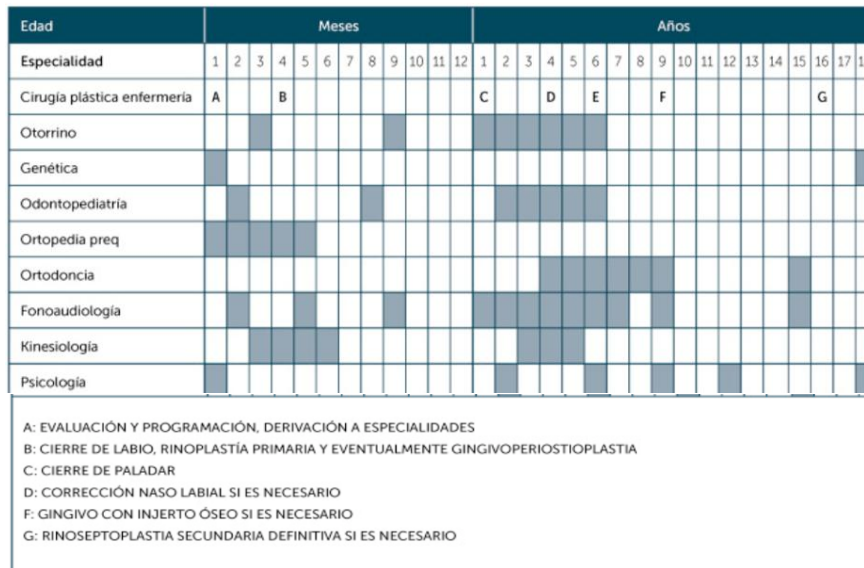 Edad Meses Años
Especialidad 1 2 3 4 5 6 7 8 9 10 11 12 1 2 3 4 5 6 7 8 9 10 11 12 13 14 15 16 17
Cirugía plástica enfermería A B C D E F G
Otorrino
Genética
Odontopediatría
Ortopedia preq
Ortodoncia
Fonoaudiología
Kinesiología
Psicología
A: EVALUACIÓN Y PROGRAMACIÓN, DERIVACIÓN A ESPECIALIDADES
B: CIERRE DE LABIO, RINOPLASTÍA PRIMARIA Y EVENTUALMENTE GINGIVOPERIOSTIOPLASTIA
C: CIERRE DE PALADAR
D: CORRECCIÓN NASO LABIAL SI ES NECESARIO
F: GINGIVO CON INJERTO ÓSEO SI ES NECESARIO
G: RINOSEPTOPLASTIA SECUNDARIA DEFINITIVA SI ES NECESARIO